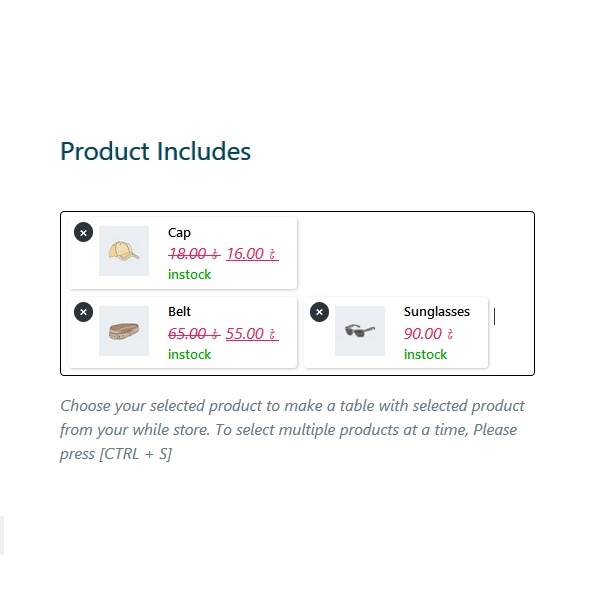 Product Includes
× Cap
18.00 ৳ 16.00 ৳
instock
× Belt
65.00 ৳ 55.00 ৳
instock
× Sunglasses
90.00 ৳
instock
Choose your selected product to make a table with selected product
from your while store. To select multiple products at a time, Please
press [CTRL + S]